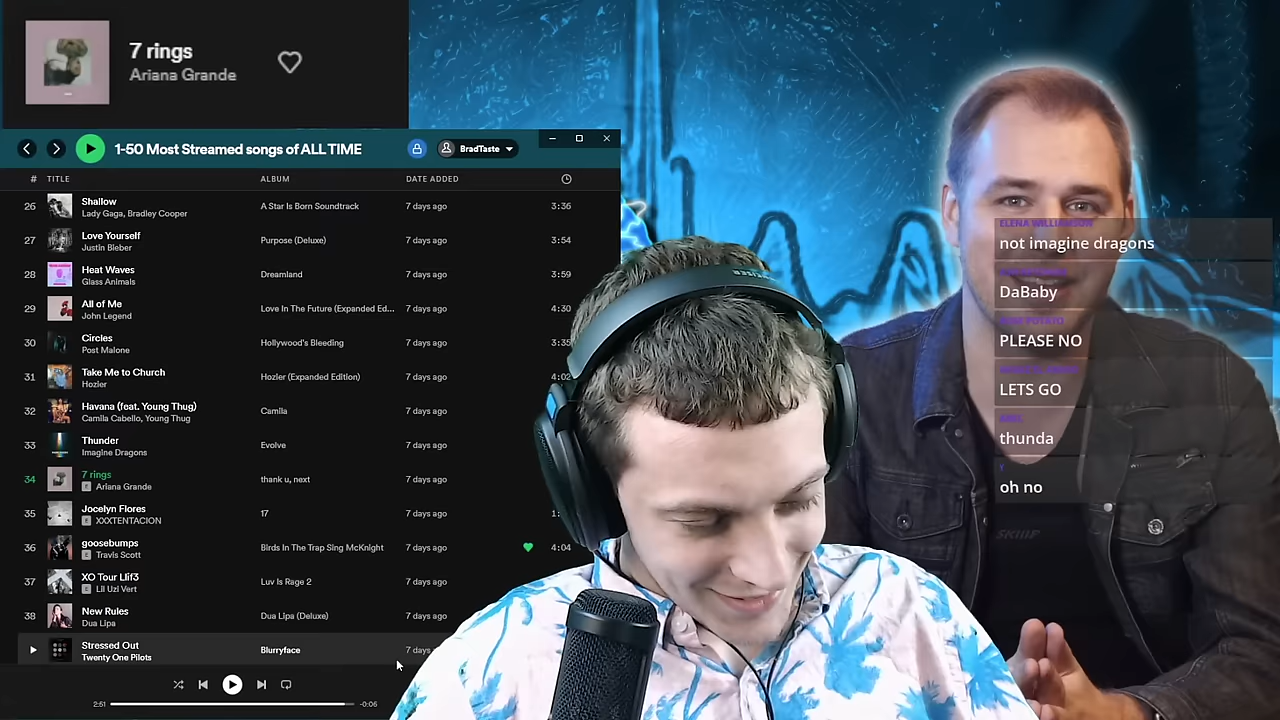 7 rings
Ariana Grande
1-50 Most Streamed songs of ALL TIME
BradTaste
# TITLE ALBUM DATE ADDED
26 Shallow A Star Is Born Soundtrack 7 days ago 3:36
Lady Gaga, Bradley Cooper
27 Love Yourself Purpose (Deluxe) 7 days ago 3:54
Justin Bieber
28 Heat Waves Dreamland 7 days ago 3:59
Glass Animals
29 All of Me Love In The Future (Expanded Ed... 7 days ago 4:30
John Legend
30 Circles Hollywood's Bleeding 7 days ago 3:35
Post Malone
31 Take Me to Church Hozier (Expanded Edition) 7 days ago 4:02
Hozier
32 Havana (feat. Young Thug) Camila 7 days ago
Camila Cabello, Young Thug
33 Thunder Evolve 7 days ago
Imagine Dragons
34 7 rings thank u, next 7 days ago
E Ariana Grande
35 Jocelyn Flores 17 7 days ago 1:
E XXXTENTACION
36 goosebumps Birds In The Trap Sing McKnight 7 days ago 4:04
E Travis Scott
37 XO Tour Llif3 Luv Is Rage 2 7 days ago
E Lil Uzi Vert
38 New Rules Dua Lipa (Deluxe) 7 days ago
Dua Lipa
Stressed Out Blurryface 7 days
Twenty One Pilots
2:51 -0:06
ELENA WILLIAMSON
not imagine dragons
DaBaby
PLEASE NO
LETS GO
thunda
Y
oh no